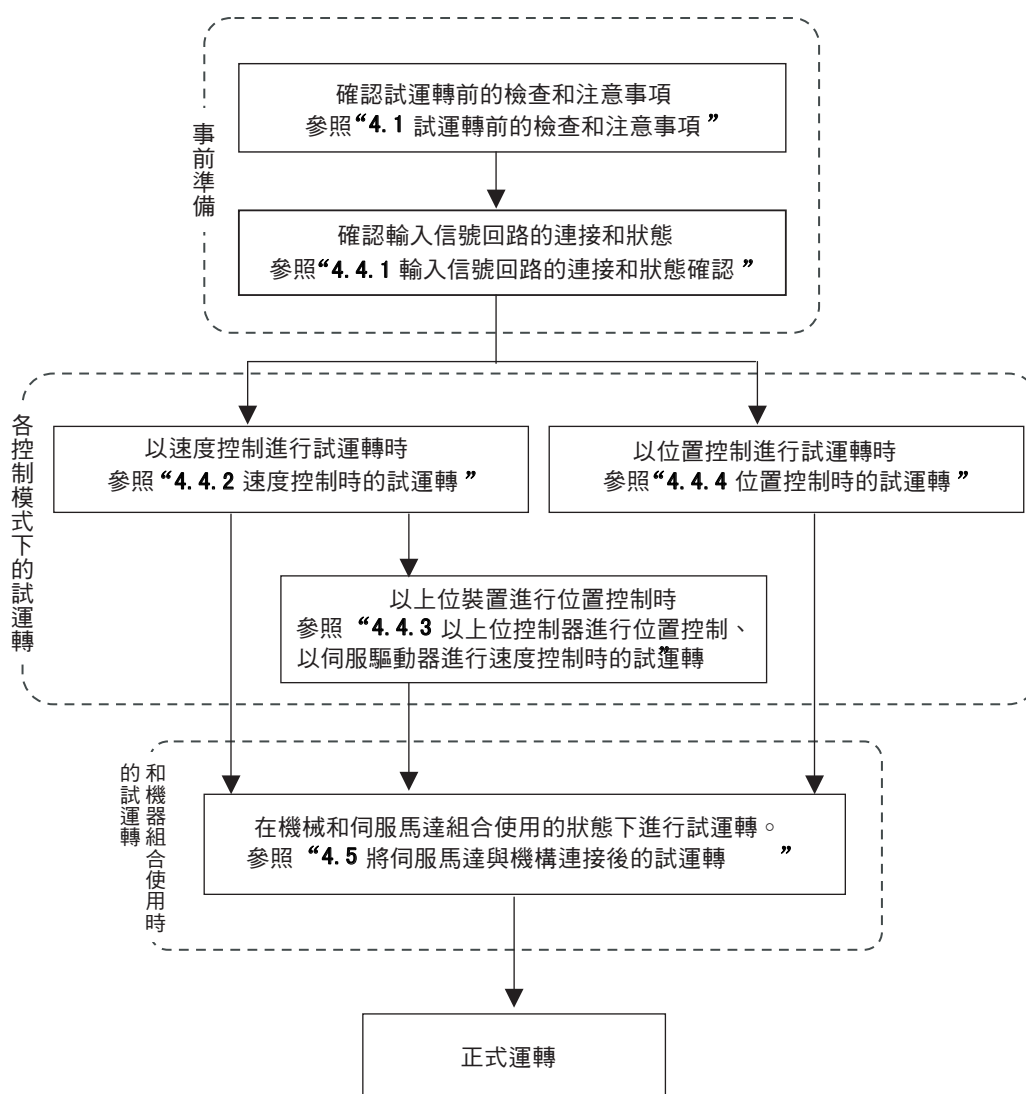 事前準備
確認試運轉前的檢查和注意事項
參照“4.1 試運轉前的檢查和注意事項”
確認輸入信號回路的連接和狀態
參照“4.4.1 輸入信號回路的連接和狀態確認”
各控制模式下的試運轉
以速度控制進行試運轉時
參照“4.4.2 速度控制時的試運轉”
以位置控制進行試運轉時
參照“4.4.4 位置控制時的試運轉”
以上位裝置進行位置控制時
參照 “4.4.3 以上位控制器進行位置控制、
以伺服驅動器進行速度控制時的試運轉”
和機器組合使用時
的試運轉
在機械和伺服馬達組合使用的狀態下進行試運轉。
參照 “4.5 將伺服馬達與機構連接後的試運轉 ”
正式運轉